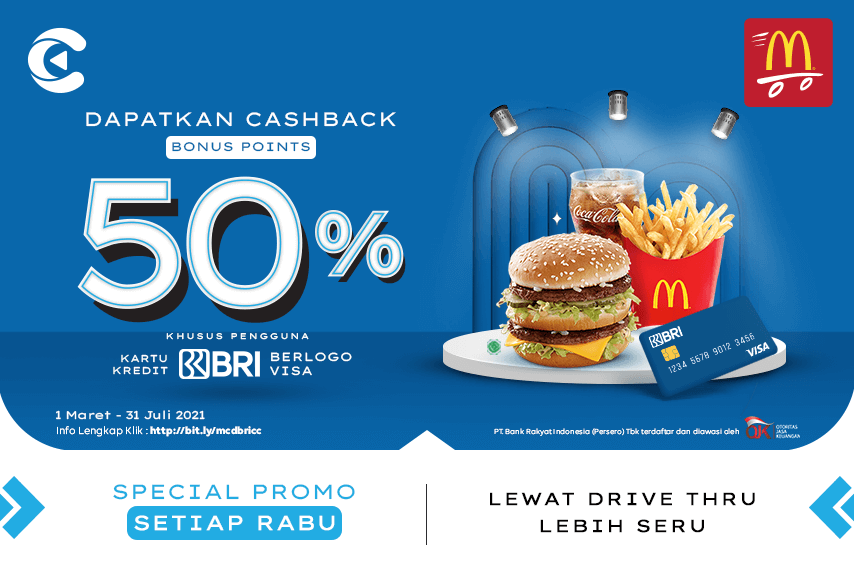 DAPATKAN CASHBACK
BONUS POINTS
50%
KHUSUS PENGGUNA
KARTU KREDIT BRI BERLOGO VISA
1 Maret - 31 Juli 2021
Info Lengkap Klik : http://bit.ly/mcdbricc
Coca-Cola
BRI
1234 5678 9012 3456
VISA
PT. Bank Rakyat Indonesia (Persero) Tbk terdaftar dan diawasi oleh
OTORITAS
JASA
KEUANGAN
SPECIAL PROMO
SETIAP RABU
LEWAT DRIVE THRU
LEBIH SERU